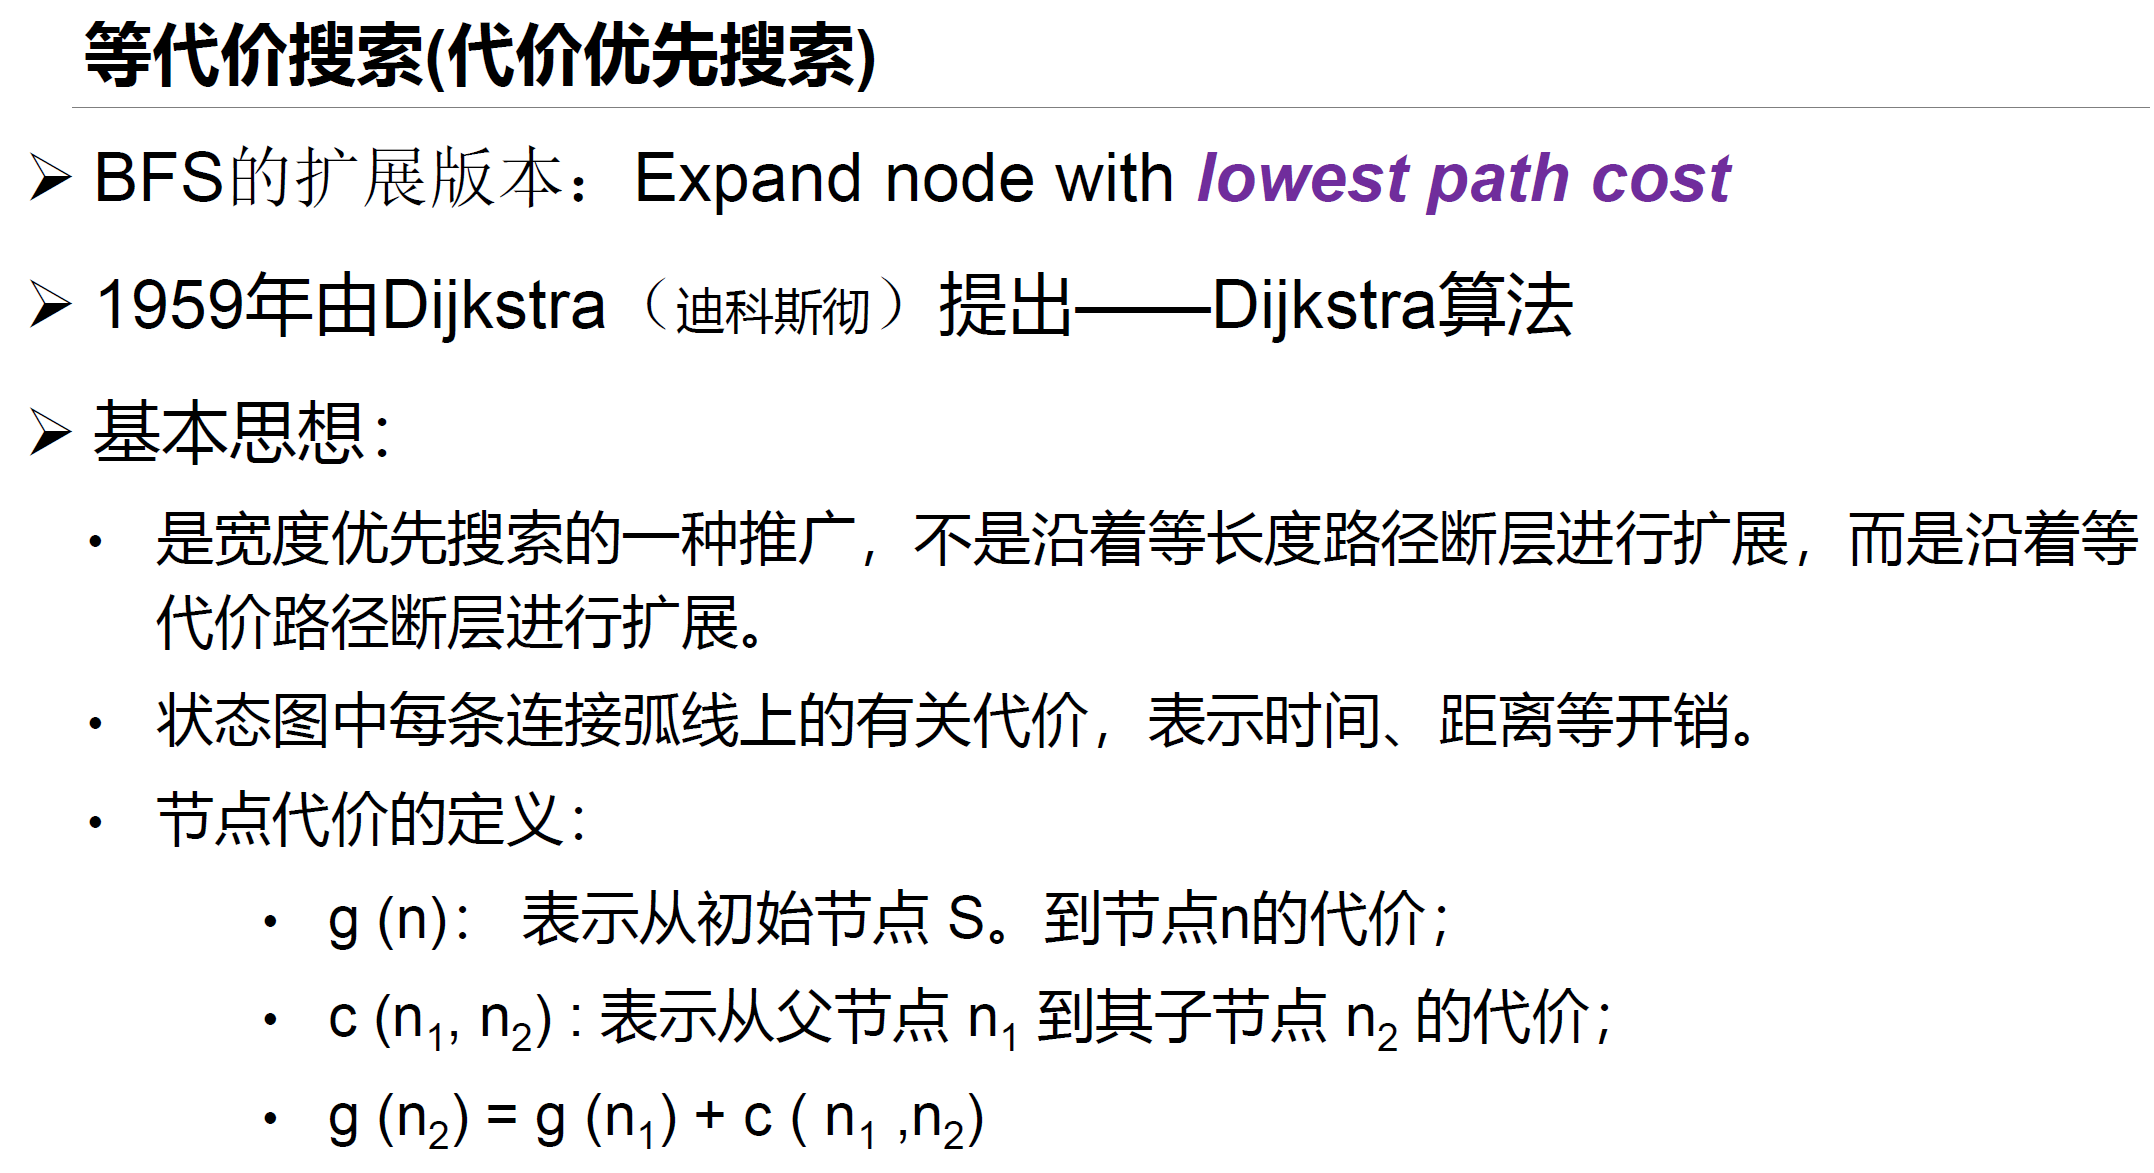 等代价搜索(代价优先搜索)
➢ BFS的扩展版本：Expand node with lowest path cost
➢ 1959年由Dijkstra（迪科斯彻）提出——Dijkstra算法
➢ 基本思想：
• 是宽度优先搜索的一种推广，不是沿着等长度路径断层进行扩展，而是沿着等
代价路径断层进行扩展。
• 状态图中每条连接弧线上的有关代价，表示时间、距离等开销。
• 节点代价的定义：
• g (n)： 表示从初始节点 S。到节点n的代价；
• c (n₁, n₂) : 表示从父节点 n₁ 到其子节点 n₂ 的代价；
• g (n₂) = g (n₁) + c ( n₁ ,n₂)